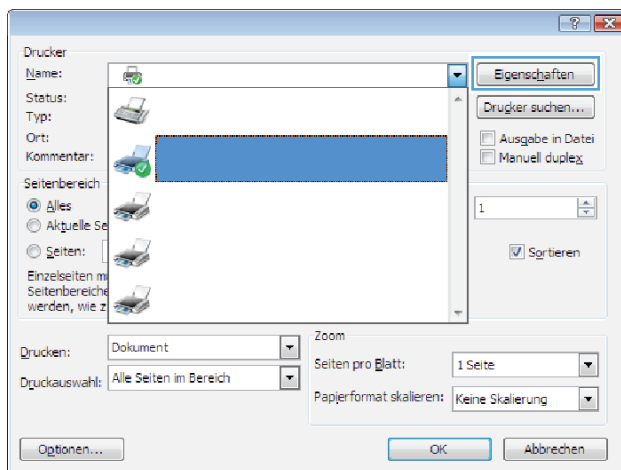 Drucker
Name:
Eigenschaften
Status:
Drucker suchen...
Typ:
Ort:
Ausgabe in Datei
Kommentar:
Manuell duplex
Seitenbereich
Alles
1
Aktuelle Se
Seiten:
Sortieren
Einzelseiten m
Seitenbereiche
werden, wie z
Zoom
Drucken:
Dokument
Seiten pro Blatt:
1 Seite
Druckauswahl:
Alle Seiten im Bereich
Papierformat skalieren:
Keine Skalierung
Optionen...
OK
Abbrechen